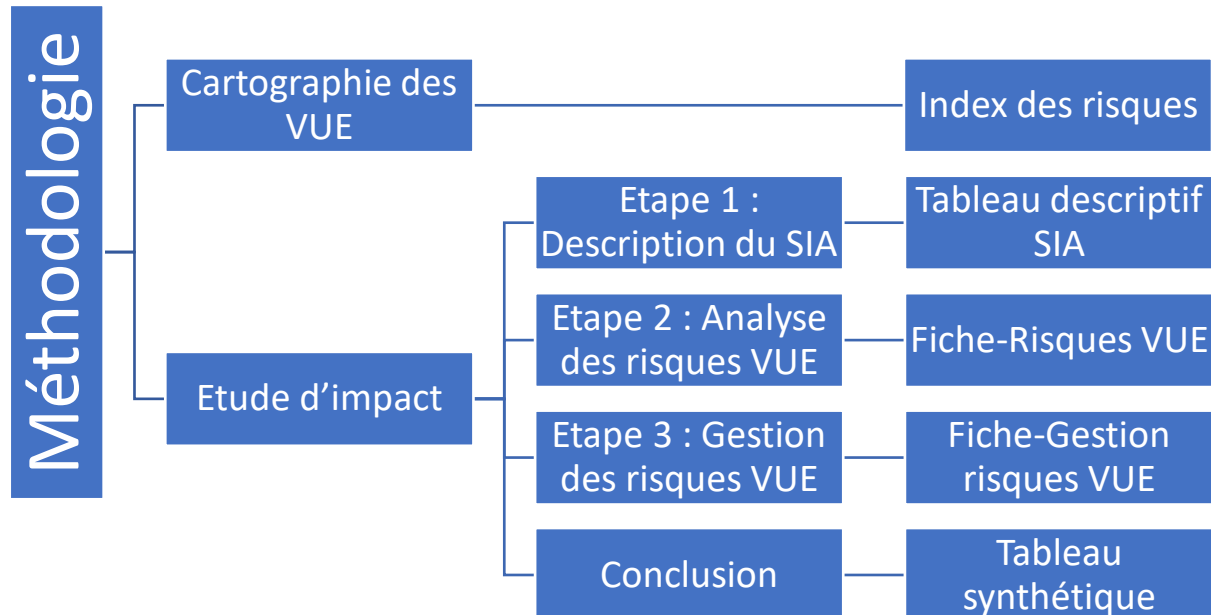 Méthodologie
Cartographie des
VUE
Index des risques
Etude d’impact
Etape 1 :
Description du SIA
Tableau descriptif
SIA
Etape 2 : Analyse
des risques VUE
Fiche-Risques VUE
Etape 3 : Gestion
des risques VUE
Fiche-Gestion
risques VUE
Conclusion
Tableau
synthétique